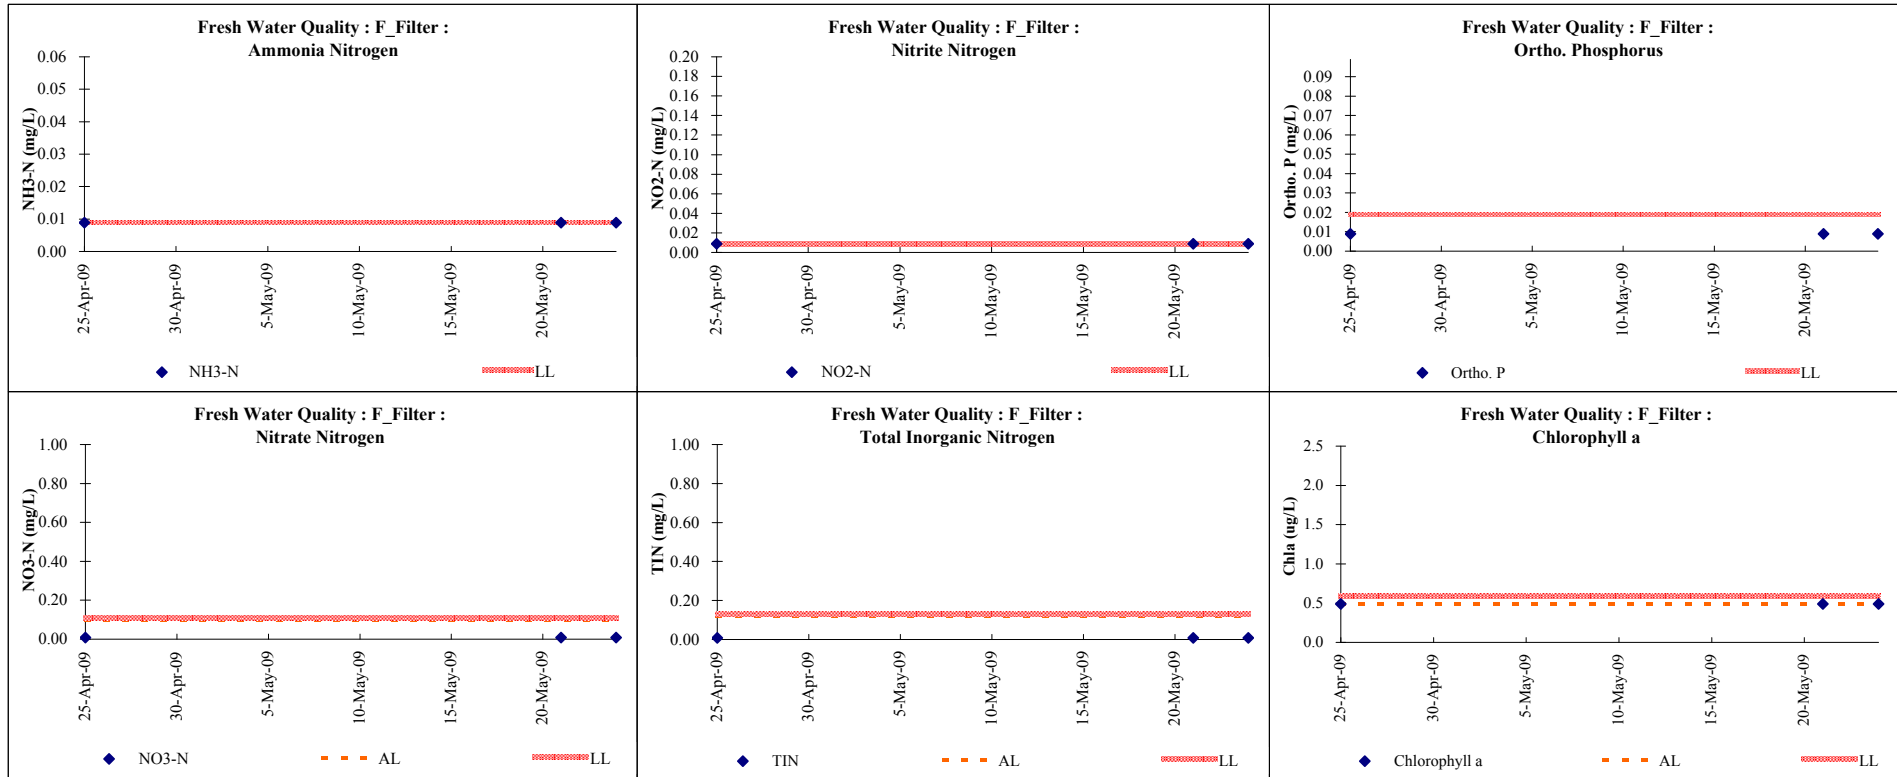 Fresh Water Quality : F_Filter :
Ammonia Nitrogen
NH3-N (mg/L)
0.06
0.05
0.04
0.03
0.02
0.01
0.00
25-Apr-09
30-Apr-09
5-May-09
10-May-09
15-May-09
20-May-09
NH3-N
LL
Fresh Water Quality : F_Filter :
Nitrite Nitrogen
NO2-N (mg/L)
0.20
0.18
0.16
0.14
0.12
0.10
0.08
0.06
0.04
0.02
0.00
25-Apr-09
30-Apr-09
5-May-09
10-May-09
15-May-09
20-May-09
NO2-N
LL
Fresh Water Quality : F_Filter :
Ortho. Phosphorus
Ortho. P (mg/L)
0.09
0.08
0.07
0.06
0.05
0.04
0.03
0.02
0.01
0.00
25-Apr-09
30-Apr-09
5-May-09
10-May-09
15-May-09
20-May-09
Ortho. P
LL
Fresh Water Quality : F_Filter :
Nitrate Nitrogen
NO3-N (mg/L)
1.00
0.80
0.60
0.40
0.20
0.00
25-Apr-09
30-Apr-09
5-May-09
10-May-09
15-May-09
20-May-09
NO3-N
AL
LL
Fresh Water Quality : F_Filter :
Total Inorganic Nitrogen
TIN (mg/L)
1.00
0.80
0.60
0.40
0.20
0.00
25-Apr-09
30-Apr-09
5-May-09
10-May-09
15-May-09
20-May-09
TIN
AL
LL
Fresh Water Quality : F_Filter :
Chlorophyll a
Chla (ug/L)
2.5
2.0
1.5
1.0
0.5
0.0
25-Apr-09
30-Apr-09
5-May-09
10-May-09
15-May-09
20-May-09
Chlorophyll a
AL
LL